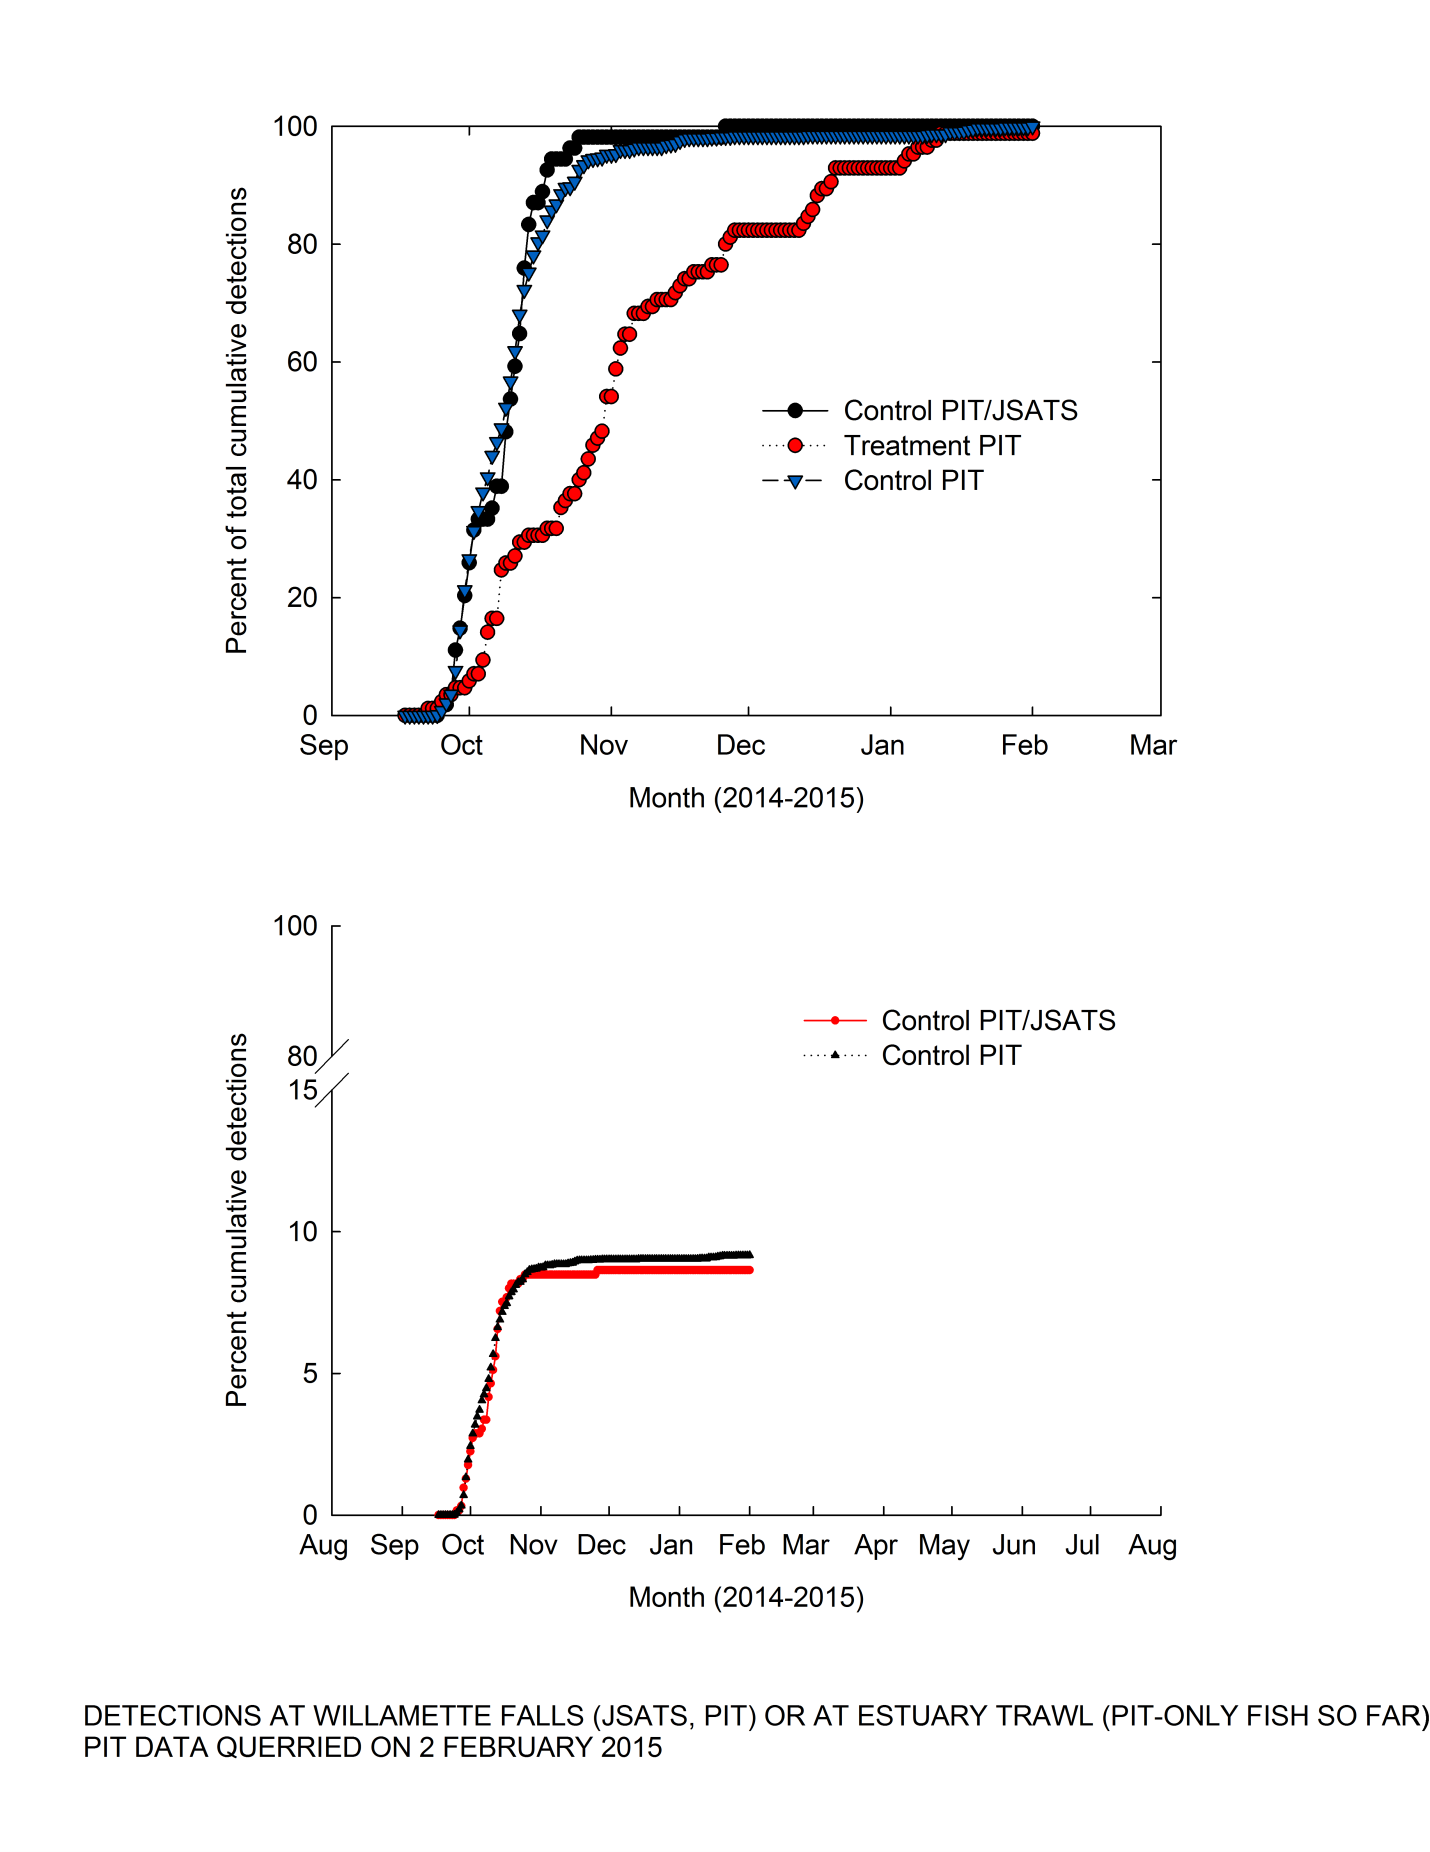 100
80
60
40
20
0
Percent of total cumulative detections
Control PIT/JSATS
Treatment PIT
Control PIT
Sep Oct Nov Dec Jan Feb Mar
Month (2014-2015)
100
80
15
10
5
0
Percent cumulative detections
Control PIT/JSATS
Control PIT
Aug Sep Oct Nov Dec Jan Feb Mar Apr May Jun Jul Aug
Month (2014-2015)
DETECTIONS AT WILLAMETTE FALLS (JSATS, PIT) OR AT ESTUARY TRAWL (PIT-ONLY FISH SO FAR)
PIT DATA QUERRIED ON 2 FEBRUARY 2015